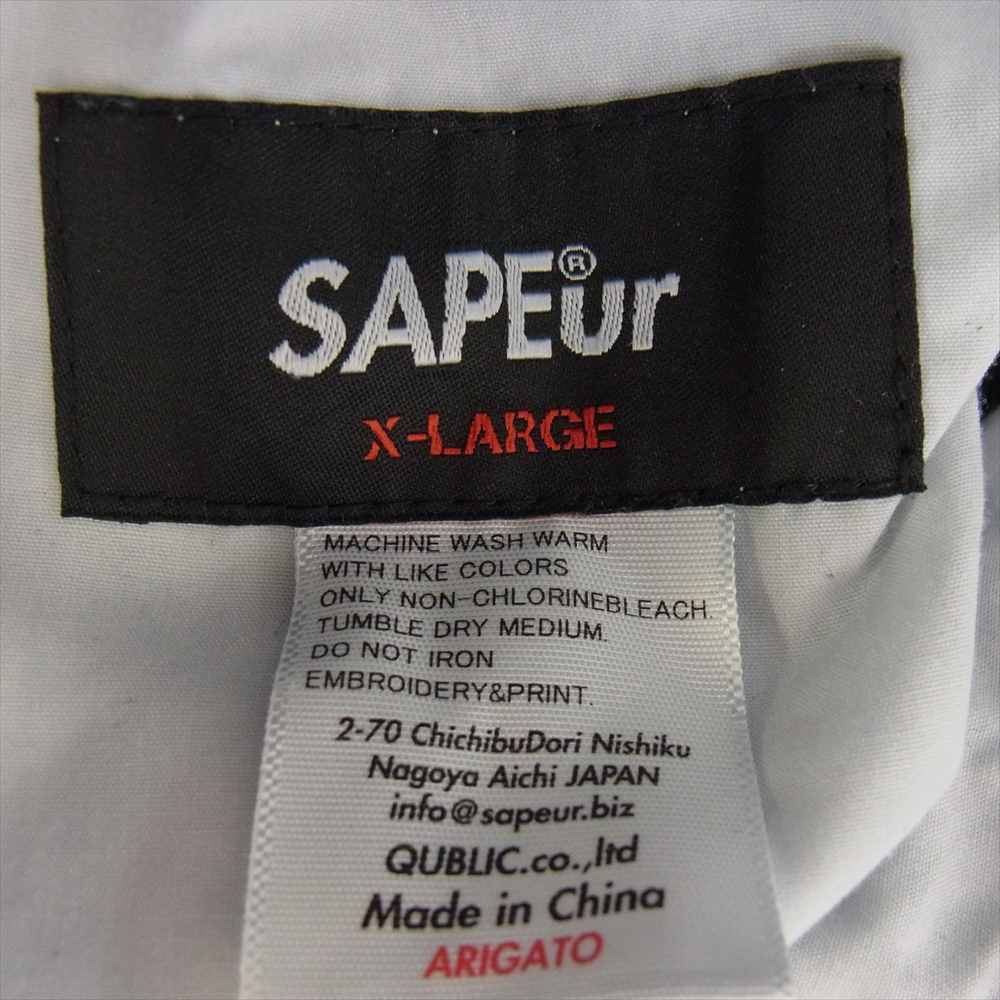 SAPEur®
X-LARGE
MACHINE WASH WARM
WITH LIKE COLORS
ONLY NON-CHLORINEBLEACH.
TUMBLE DRY MEDIUM.
DO NOT IRON
EMBROIDERY&PRINT.
2-70 ChichibuDori Nishiku
Nagoya Aichi JAPAN
info@sapeur.biz
QUBLIC.co.,ltd
Made in China
ARIGATO